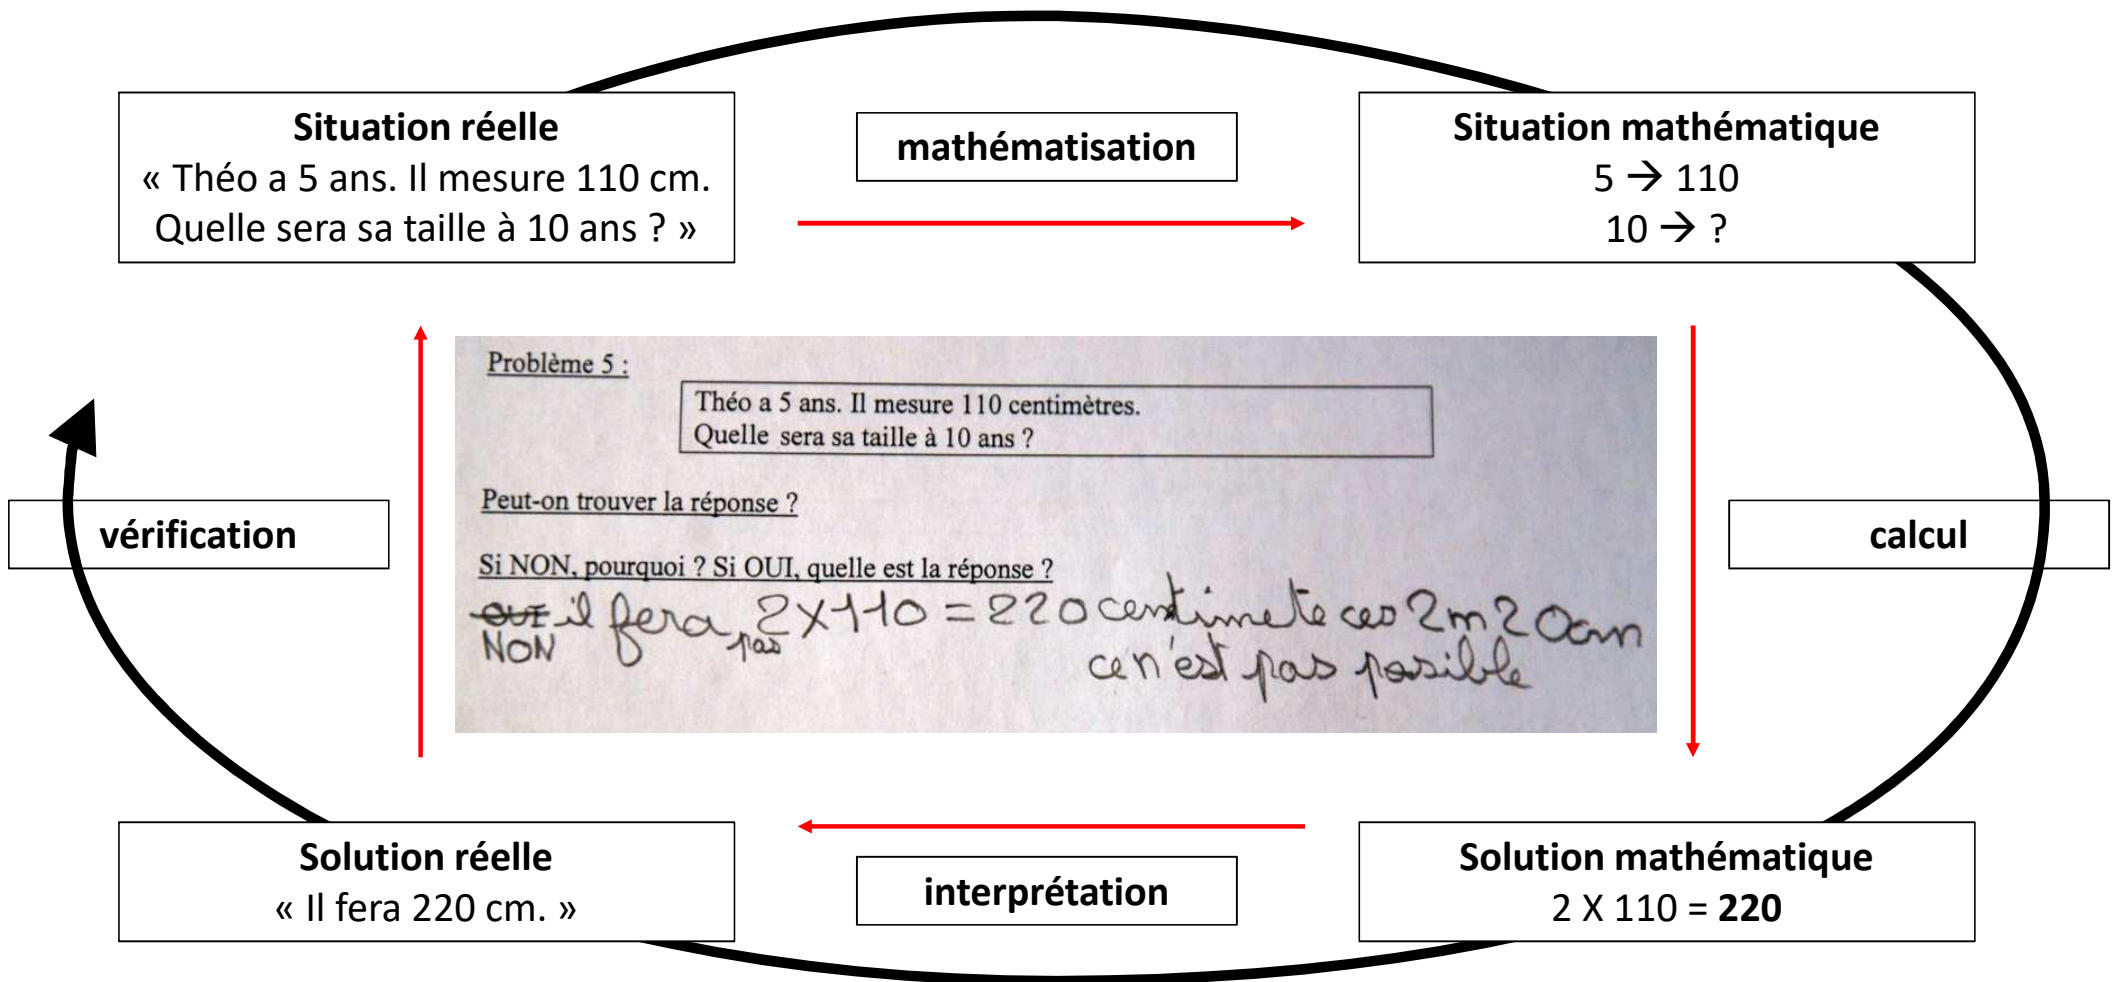 Situation réelle
« Théo a 5 ans. Il mesure 110 cm.
Quelle sera sa taille à 10 ans ? »
mathématisation
Situation mathématique
5 → 110
10 → ?
Problème 5 :
Théo a 5 ans. Il mesure 110 centimètres.
Quelle sera sa taille à 10 ans ?
Peut-on trouver la réponse ?
Si NON, pourquoi ? Si OUI, quelle est la réponse ?
OUI il fera pas 2X110 = 220 centimete ces 2m20cm
NON ce n'est pas posible
vérification
calcul
Solution réelle
« Il fera 220 cm. »
interprétation
Solution mathématique
2 X 110 = 220